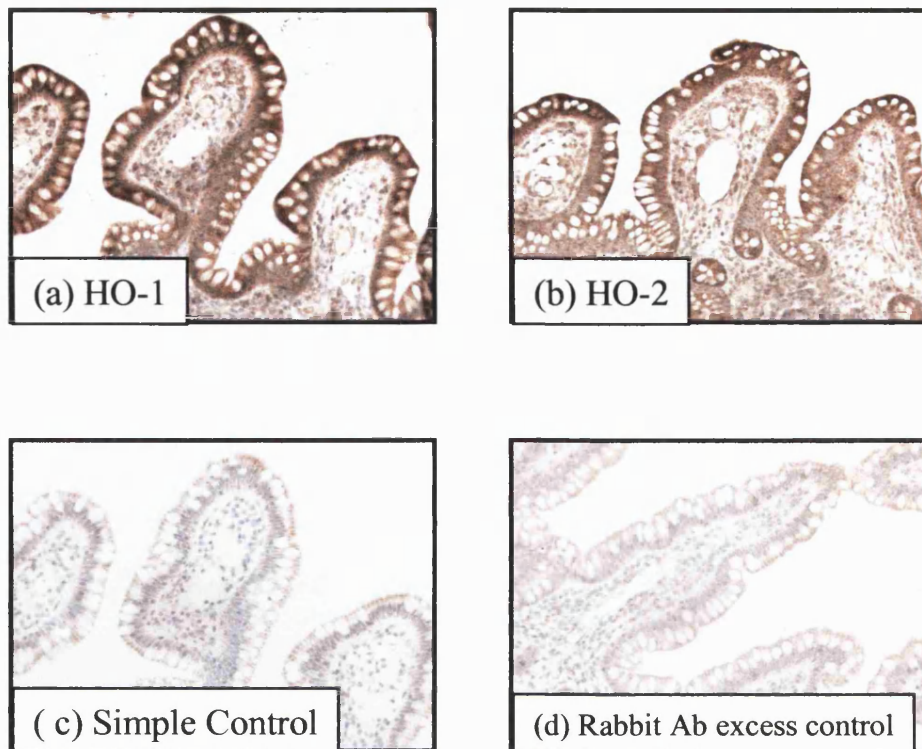 (a) HO-1
(b) HO-2
( c) Simple Control
(d) Rabbit Ab excess control